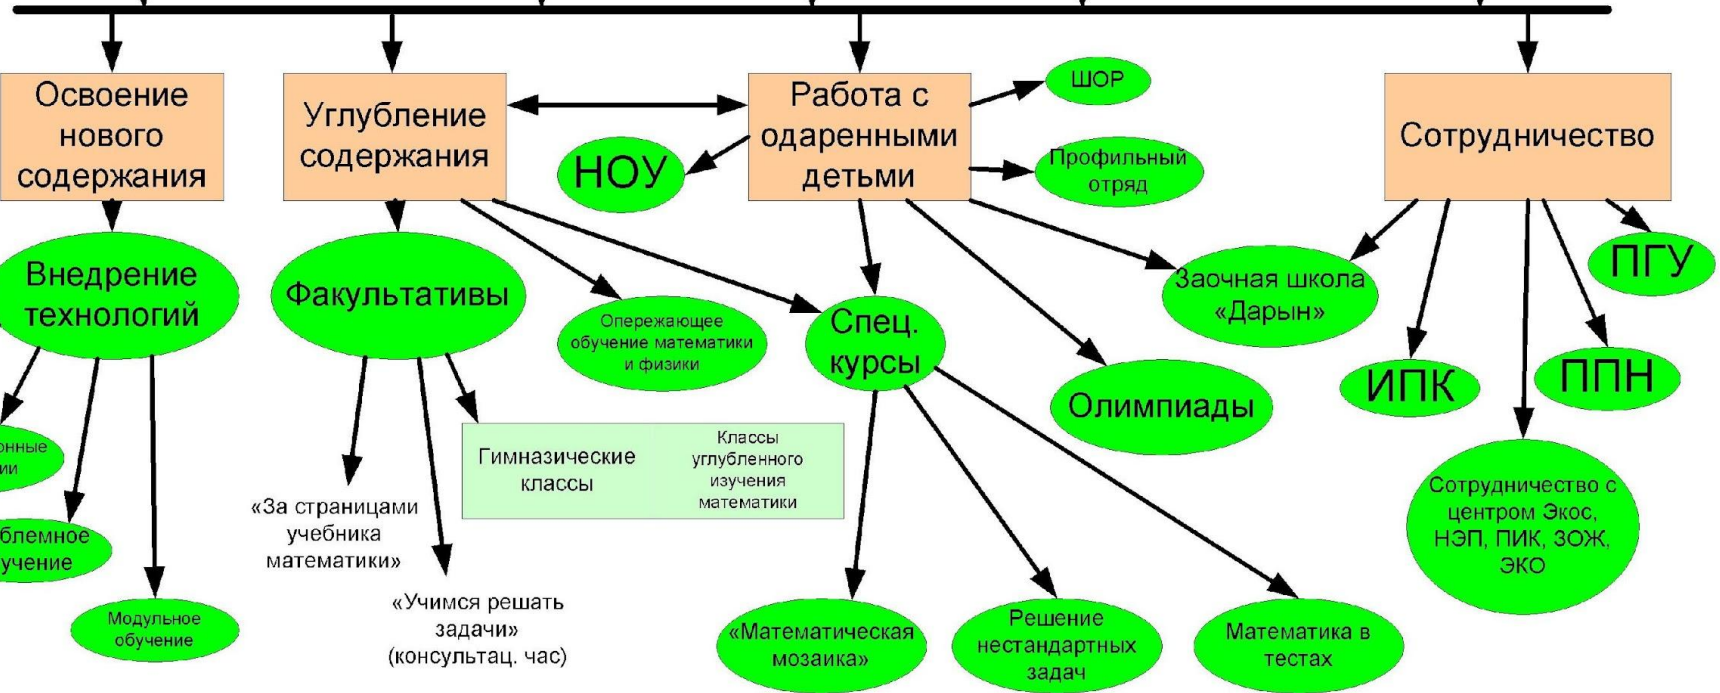 Освоение
нового
содержания
Углубление
содержания
Работа с
одаренными
детьми
Сотрудничество
ШОР
НОУ
Профильный
отряд
ПГУ
Внедрение
технологий
Факультативы
Опережающее
обучение математики
и физики
Спец.
курсы
Заочная школа
«Дарын»
Олимпиады
ИПК
ППН
Гимназические
классы
Классы
углубленного
изучения
математики
«За страницами
учебника
математики»
Сотрудничество с
центром Экос,
НЭП, ПИК, ЗОЖ,
ЭКО
Модульное
обучение
«Учимся решать
задачи»
(консультац. час)
«Математическая
мозаика»
Решение
нестандартных
задач
Математика в
тестах